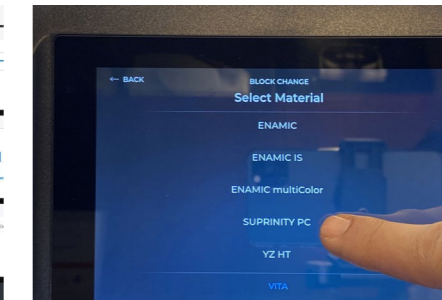 ← BACK
BLOCK CHANGE
Select Material
ENAMIC
ENAMIC IS
ENAMIC multiColor
SUPRINITY PC
YZ HT
VITA